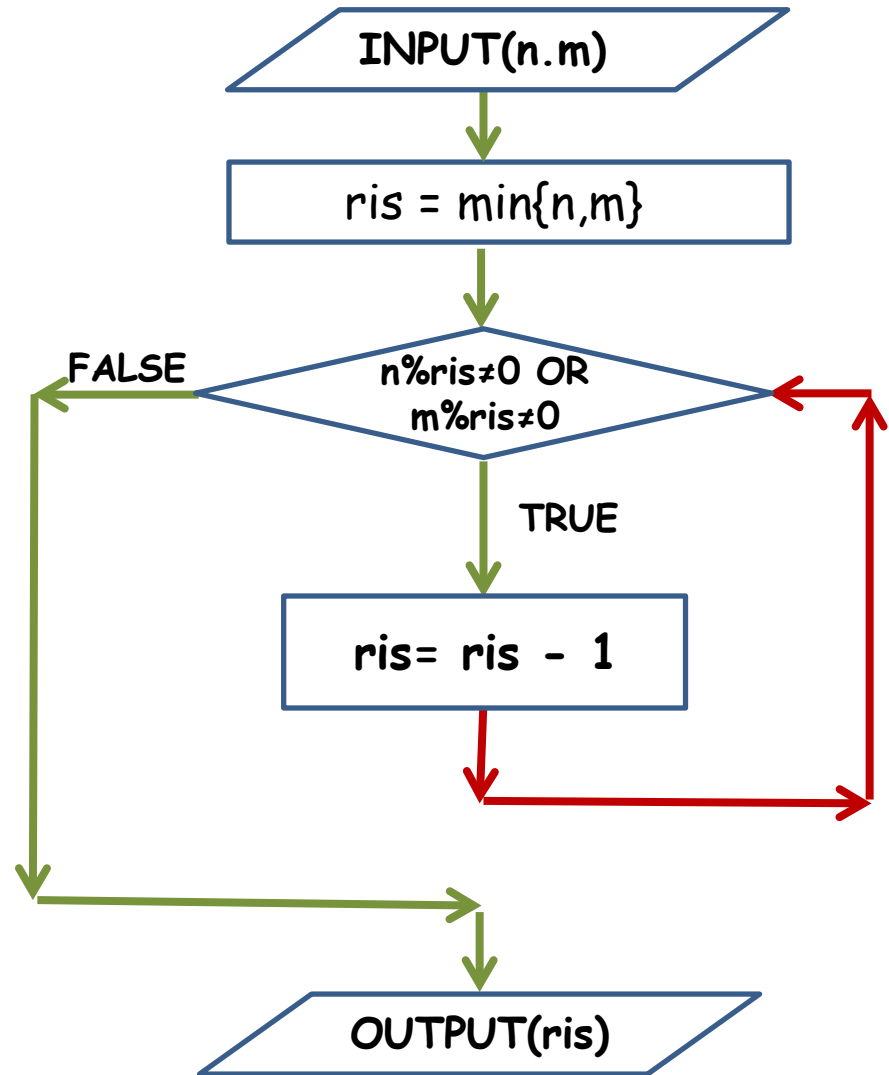 INPUT(n.m)
ris = min{n,m}
FALSE
n%ris≠0 OR
m%ris≠0
TRUE
ris= ris - 1
OUTPUT(ris)